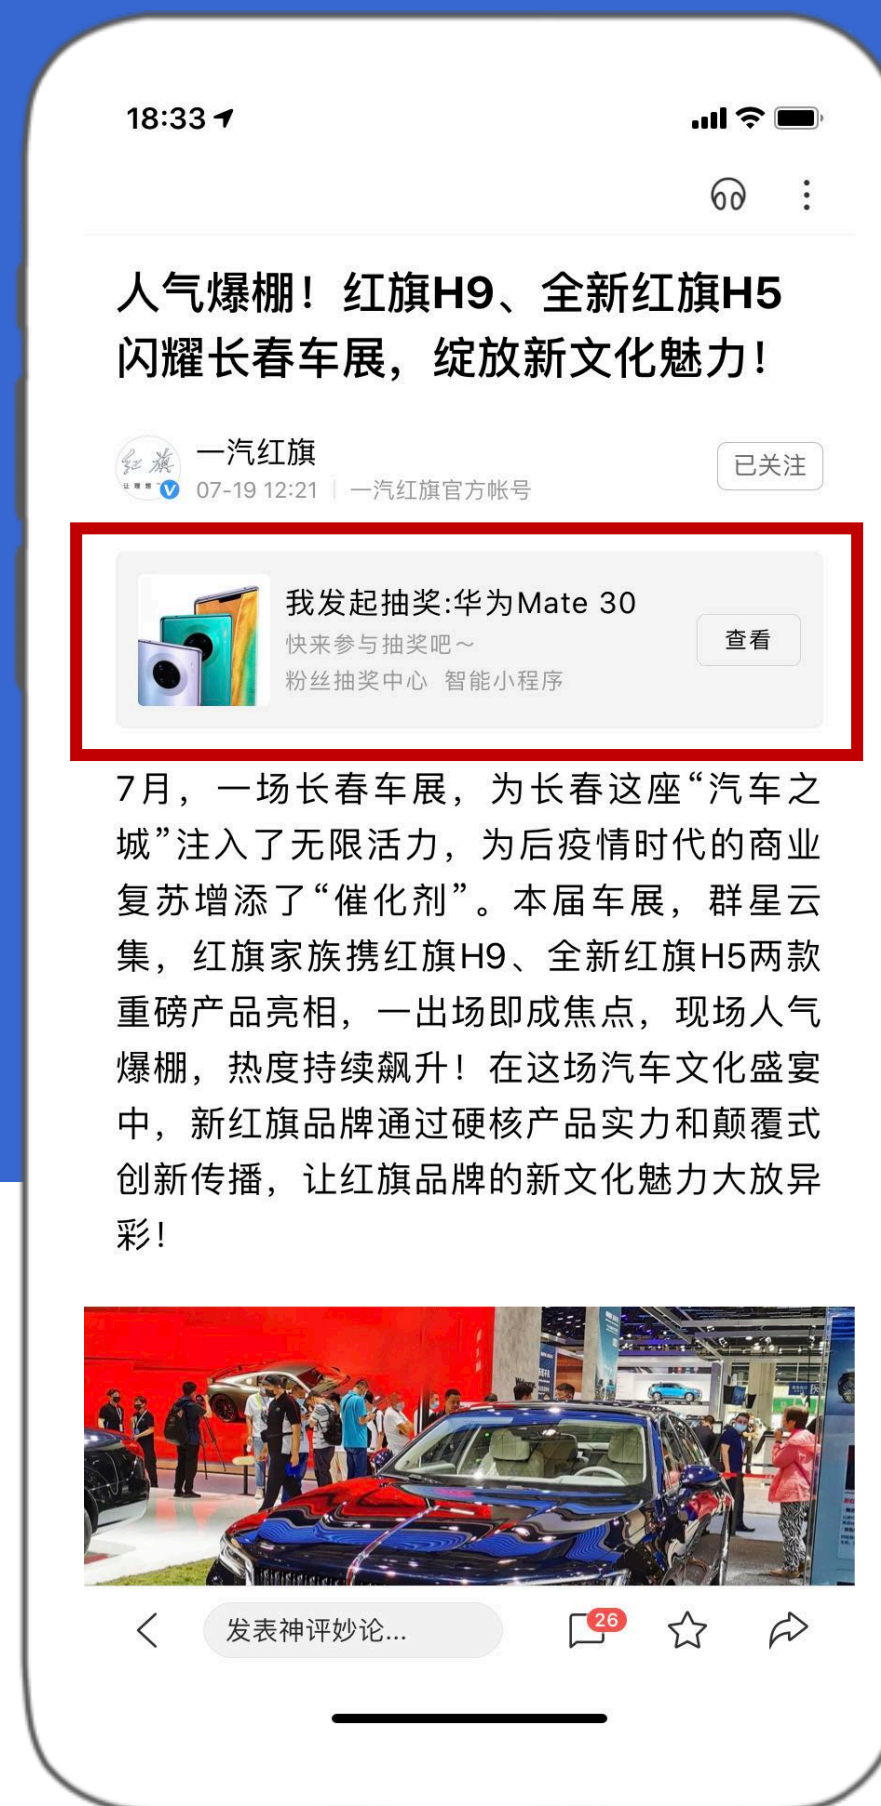 18:33
人气爆棚！红旗H9、全新红旗H5
闪耀长春车展，绽放新文化魅力！
红旗
一汽红旗
已关注
07-19 12:21 一汽红旗官方帐号
我发起抽奖:华为Mate 30
快来参与抽奖吧～
查看
粉丝抽奖中心 智能小程序
7月，一场长春车展，为长春这座“汽车之
城”注入了无限活力，为后疫情时代的商业
复苏增添了“催化剂”。本届车展，群星云
集，红旗家族携红旗H9、全新红旗H5两款
重磅产品亮相，一出场即成焦点，现场人气
爆棚，热度持续飙升！在这场汽车文化盛宴
中，新红旗品牌通过硬核产品实力和颠覆式
创新传播，让红旗品牌的新文化魅力大放异
彩！
发表神评妙论...
26